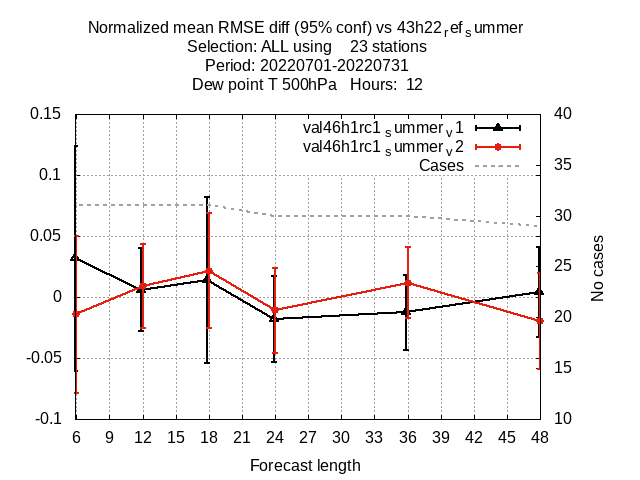 Normalized mean RMSE diff (95% conf) vs 43h22refsummer
Selection: ALL using 23 stations
Period: 20220701-20220731
Dew point T 500hPa Hours: 12
0.15 40
val46h1rc1summerv1
val46h1rc1summerv2
Cases
35
0.1
30
0.05
25
No cases
0
20
-0.05
15
-0.1 10
6 9 12 15 18 21 24 27 30 33 36 39 42 45 48
Forecast length